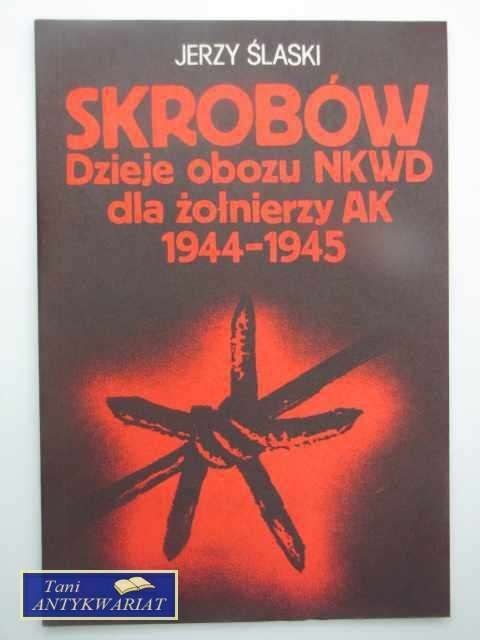 JERZY ŚLASKI
SKROBÓW
Dzieje obozu NKWD
dla żołnierzy AK
1944-1945
Tani
ANTYKWARIAT